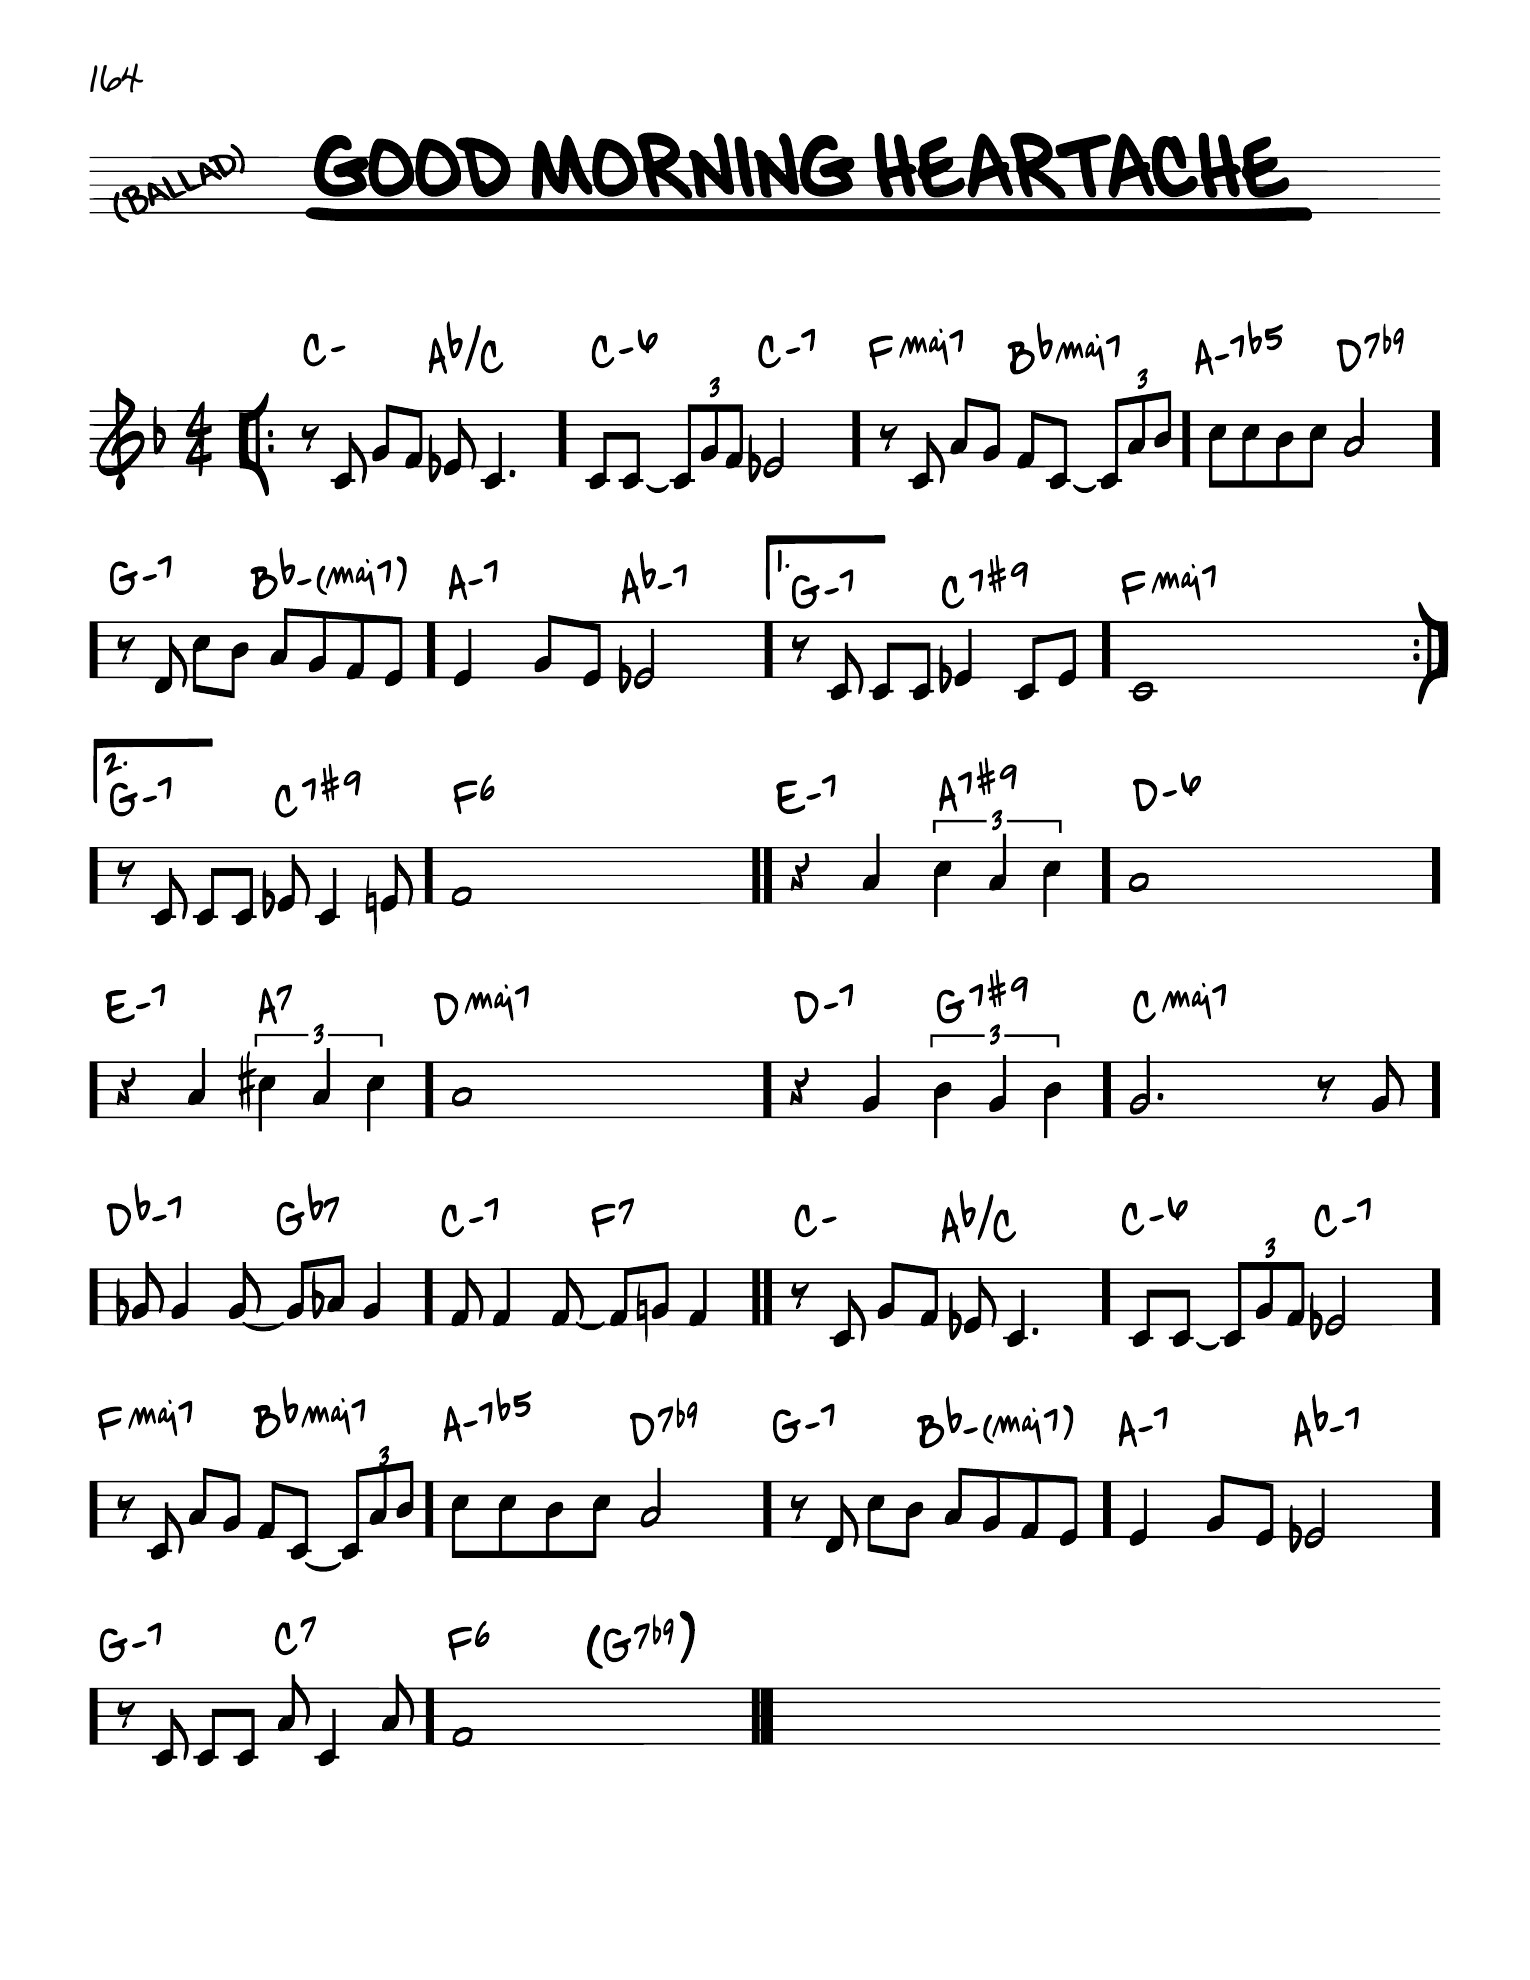 164
(BALLAD) GOOD MORNING HEARTACHE
C- Ab/C C-6 C-7 Fmaj7 Bbmaj7 A-7b5 D7b9
3 3
4
4
G-7 Bb-(maj7) A-7 Ab-7 1. G-7 C7#9 Fmaj7
2. G-7 C7#9 F6 E-7 A7#9 D-6
3
E-7 A7 Dmaj7 D-7 G7#9 Cmaj7
3 3
Db-7 Gb7 C-7 F7 C- Ab/C C-6 C-7
3
Fmaj7 Bbmaj7 A-7b5 D7b9 G-7 Bb-(maj7) A-7 Ab-7
3
G-7 C7 F6 (G7b9)